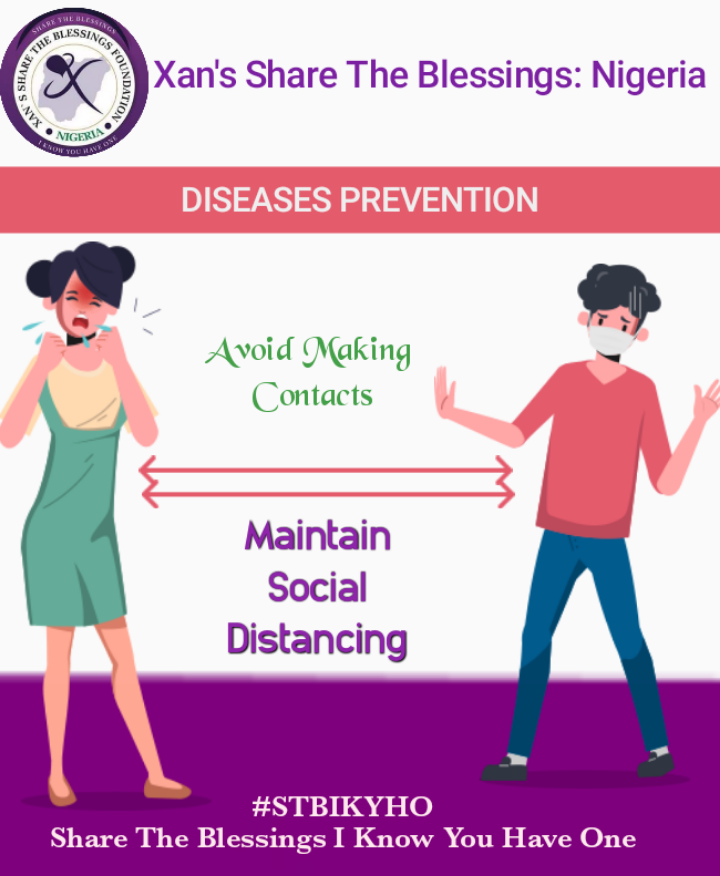 SHARE THE BLESSINGS
XAN'S SHARE THE BLESSINGS FOUNDATION
NIGERIA
I KNOW YOU HAVE ONE
Xan's Share The Blessings: Nigeria
DISEASES PREVENTION
Avoid Making
Contacts
Maintain
Social
Distancing
#STBIKYHO
Share The Blessings I Know You Have One